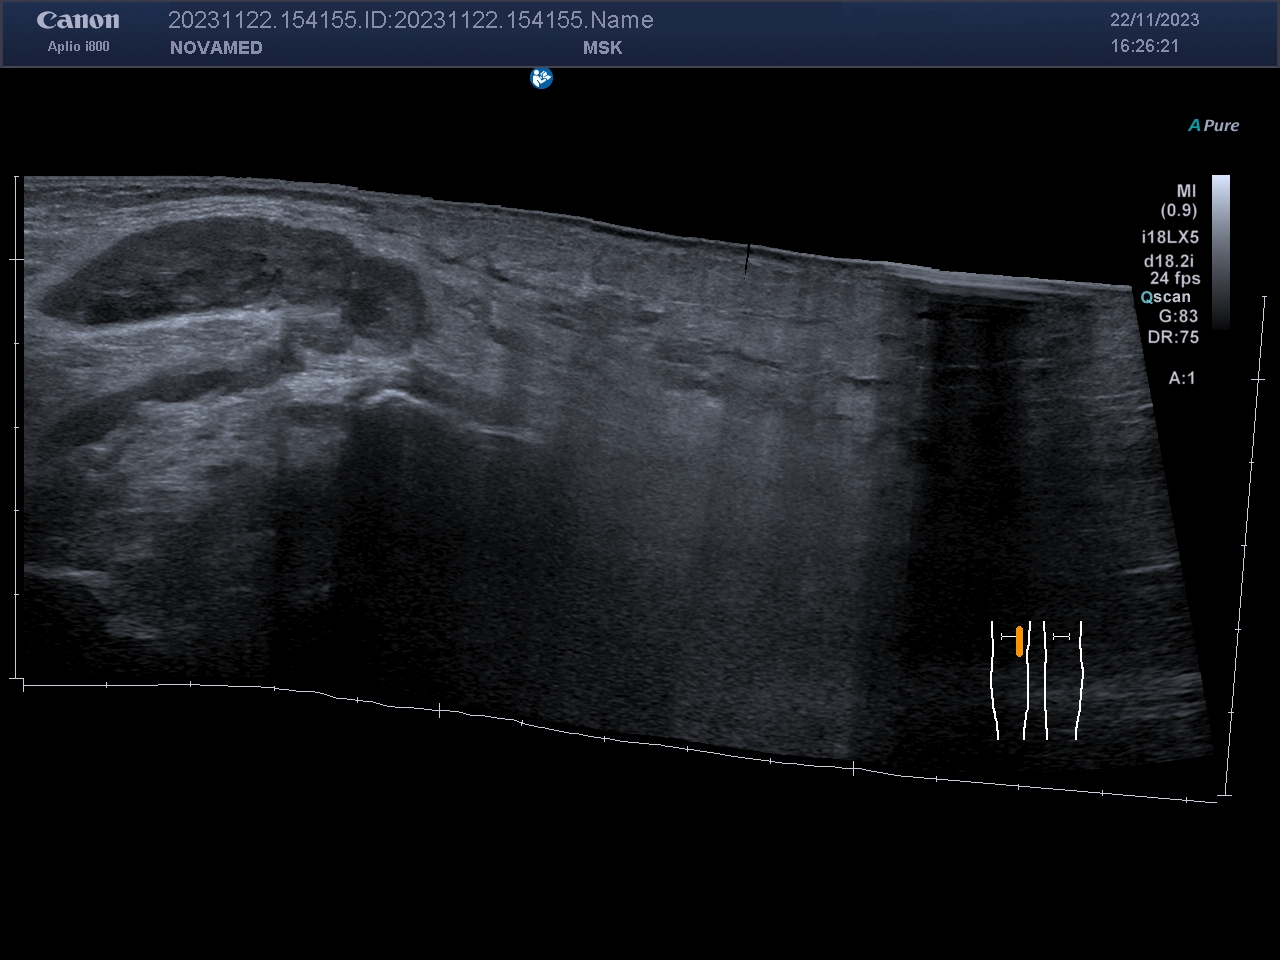 Canon
20231122.154155.ID:20231122.154155.Name
22/11/2023
Aplio i800
NOVAMED
MSK
16:26:21
A Pure
MI
(0.9)
i18LX5
d18.2i
24 fps
Qscan
G:83
DR:75
A:1